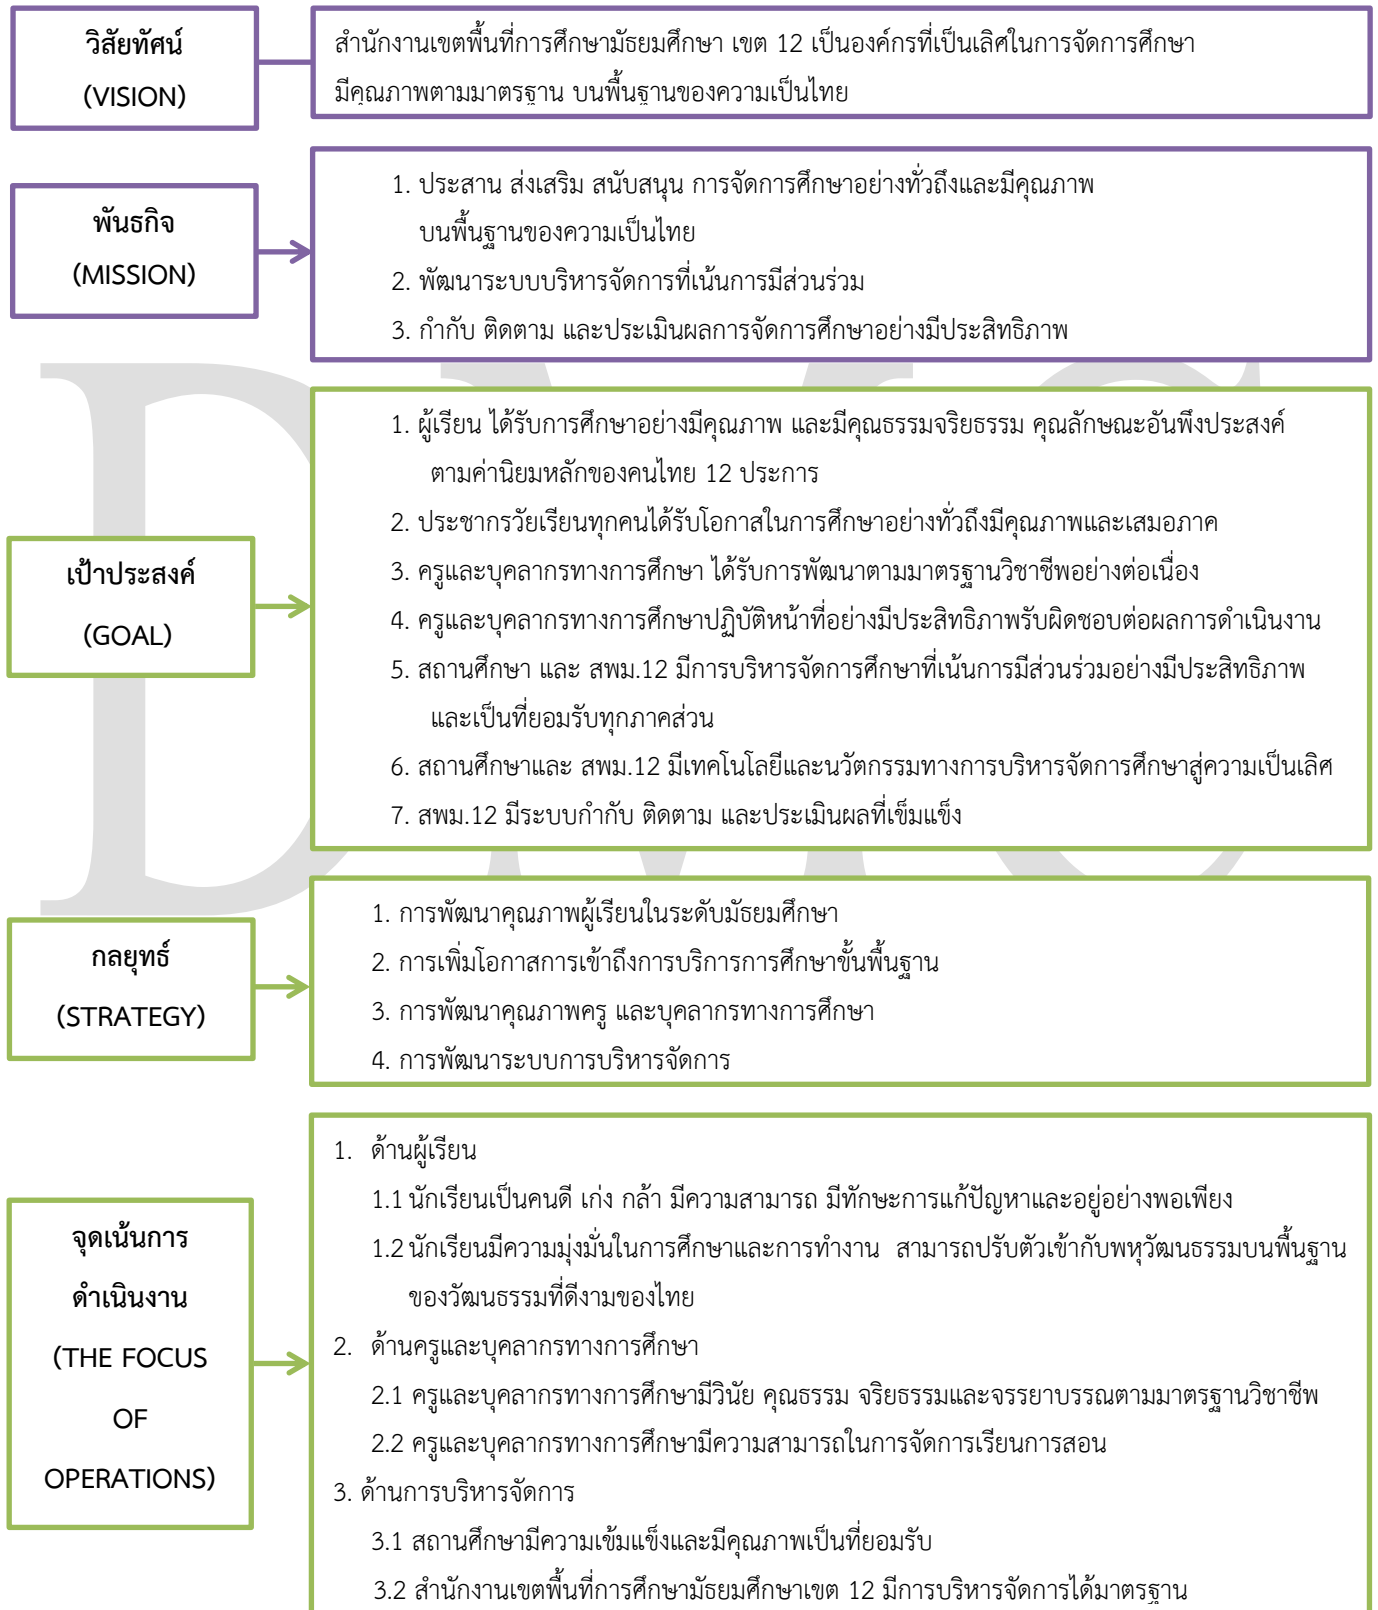 วิสัยทัศน์
(VISION)
สำนักงานเขตพื้นที่การศึกษามัธยมศึกษา เขต 12 เป็นองค์กรที่เป็นเลิศในการจัดการศึกษา
มีคุณภาพตามมาตรฐาน บนพื้นฐานของความเป็นไทย
พันธกิจ
(MISSION)
1. ประสาน ส่งเสริม สนับสนุน การจัดการศึกษาอย่างทั่วถึงและมีคุณภาพ
บนพื้นฐานของความเป็นไทย
2. พัฒนาระบบบริหารจัดการที่เน้นการมีส่วนร่วม
3. กำกับ ติดตาม และประเมินผลการจัดการศึกษาอย่างมีประสิทธิภาพ
เป้าประสงค์
(GOAL)
1. ผู้เรียน ได้รับการศึกษาอย่างมีคุณภาพ และมีคุณธรรมจริยธรรม คุณลักษณะอันพึงประสงค์
ตามค่านิยมหลักของคนไทย 12 ประการ
2. ประชากรวัยเรียนทุกคนได้รับโอกาสในการศึกษาอย่างทั่วถึงมีคุณภาพและเสมอภาค
3. ครูและบุคลากรทางการศึกษา ได้รับการพัฒนาตามมาตรฐานวิชาชีพอย่างต่อเนื่อง
4. ครูและบุคลากรทางการศึกษาปฏิบัติหน้าที่อย่างมีประสิทธิภาพรับผิดชอบต่อผลการดำเนินงาน
5. สถานศึกษา และ สพม.12 มีการบริหารจัดการศึกษาที่เน้นการมีส่วนร่วมอย่างมีประสิทธิภาพ
และเป็นที่ยอมรับทุกภาคส่วน
6. สถานศึกษาและ สพม.12 มีเทคโนโลยีและนวัตกรรมทางการบริหารจัดการศึกษาสู่ความเป็นเลิศ
7. สพม.12 มีระบบกำกับ ติดตาม และประเมินผลที่เข็มแข็ง
กลยุทธ์
(STRATEGY)
1. การพัฒนาคุณภาพผู้เรียนในระดับมัธยมศึกษา
2. การเพิ่มโอกาสการเข้าถึงการบริการการศึกษาขั้นพื้นฐาน
3. การพัฒนาคุณภาพครู และบุคลากรทางการศึกษา
4. การพัฒนาระบบการบริหารจัดการ
จุดเน้นการ
ดำเนินงาน
(THE FOCUS
OF
OPERATIONS)
1. ด้านผู้เรียน
1.1 นักเรียนเป็นคนดี เก่ง กล้า มีความสามารถ มีทักษะการแก้ปัญหาและอยู่อย่างพอเพียง
1.2 นักเรียนมีความมุ่งมั่นในการศึกษาและการทำงาน สามารถปรับตัวเข้ากับพหุวัฒนธรรมบนพื้นฐาน
ของวัฒนธรรมที่ดีงามของไทย
2. ด้านครูและบุคลากรทางการศึกษา
2.1 ครูและบุคลากรทางการศึกษามีวินัย คุณธรรม จริยธรรมและจรรยาบรรณตามมาตรฐานวิชาชีพ
2.2 ครูและบุคลากรทางการศึกษามีความสามารถในการจัดการเรียนการสอน
3. ด้านการบริหารจัดการ
3.1 สถานศึกษามีความเข้มแข็งและมีคุณภาพเป็นที่ยอมรับ
3.2 สำนักงานเขตพื้นที่การศึกษามัธยมศึกษาเขต 12 มีการบริหารจัดการได้มาตรฐาน
DMC